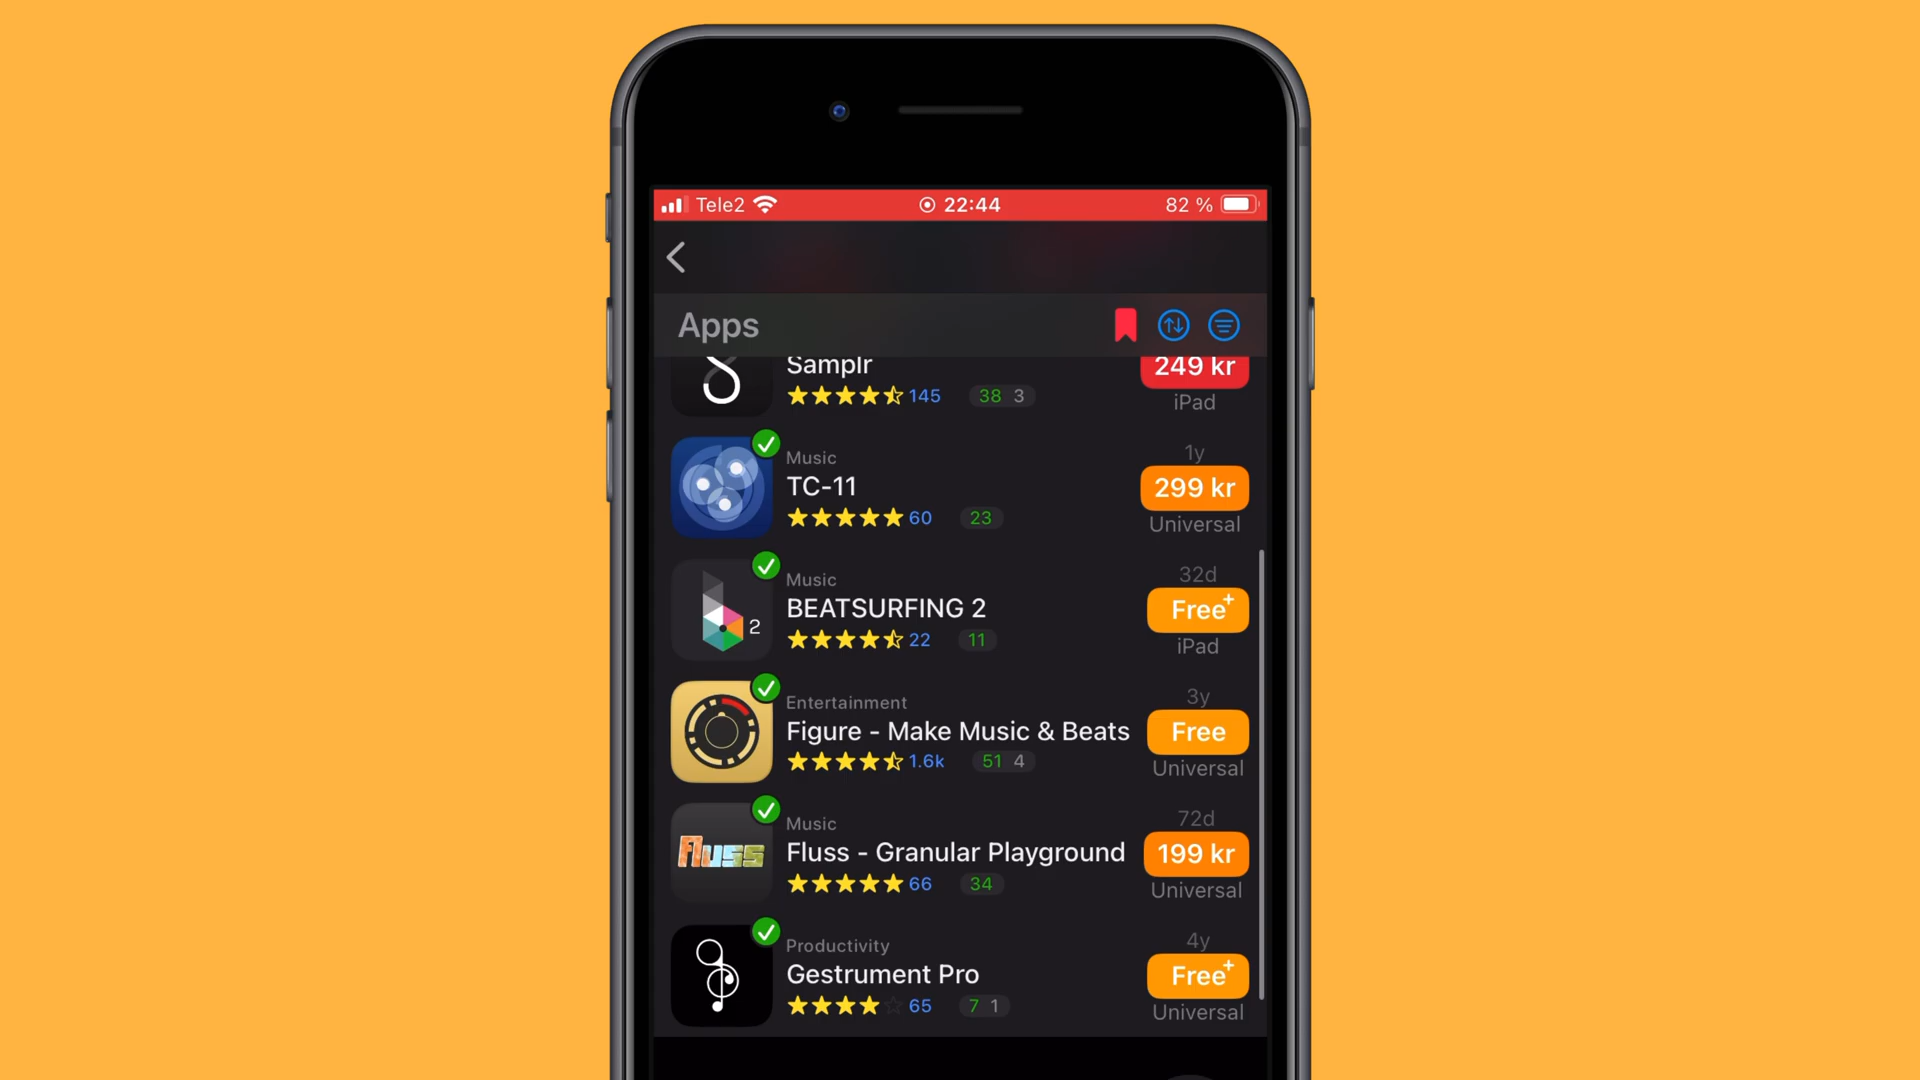 Tele2 22:44 82 %
Apps
Samplr 249 kr
145 38 3 iPad
Music 1y
TC-11 299 kr
60 23 Universal
Music 32d
BEATSURFING 2 Free+
2
22 11 iPad
Entertainment 3y
Figure - Make Music & Beats Free
1.6k 51 4 Universal
Music 72d
Fluss Fluss - Granular Playground 199 kr
66 34 Universal
Productivity 4y
Gestrument Pro Free+
65 7 1 Universal